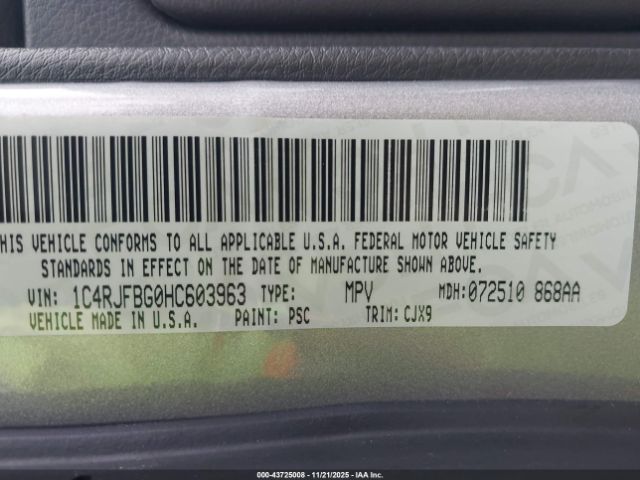 THIS VEHICLE CONFORMS TO ALL APPLICABLE U.S.A. FEDERAL MOTOR VEHICLE SAFETY
STANDARDS IN EFFECT ON THE DATE OF MANUFACTURE SHOWN ABOVE.
VIN: 1C4RJFBG0HC603963 TYPE: MPV MDH: 072510 868AA
VEHICLE MADE IN U.S.A. PAINT: PSC TRIM: CJX9
000-43725008 - 11/21/2025 - IAA Inc.